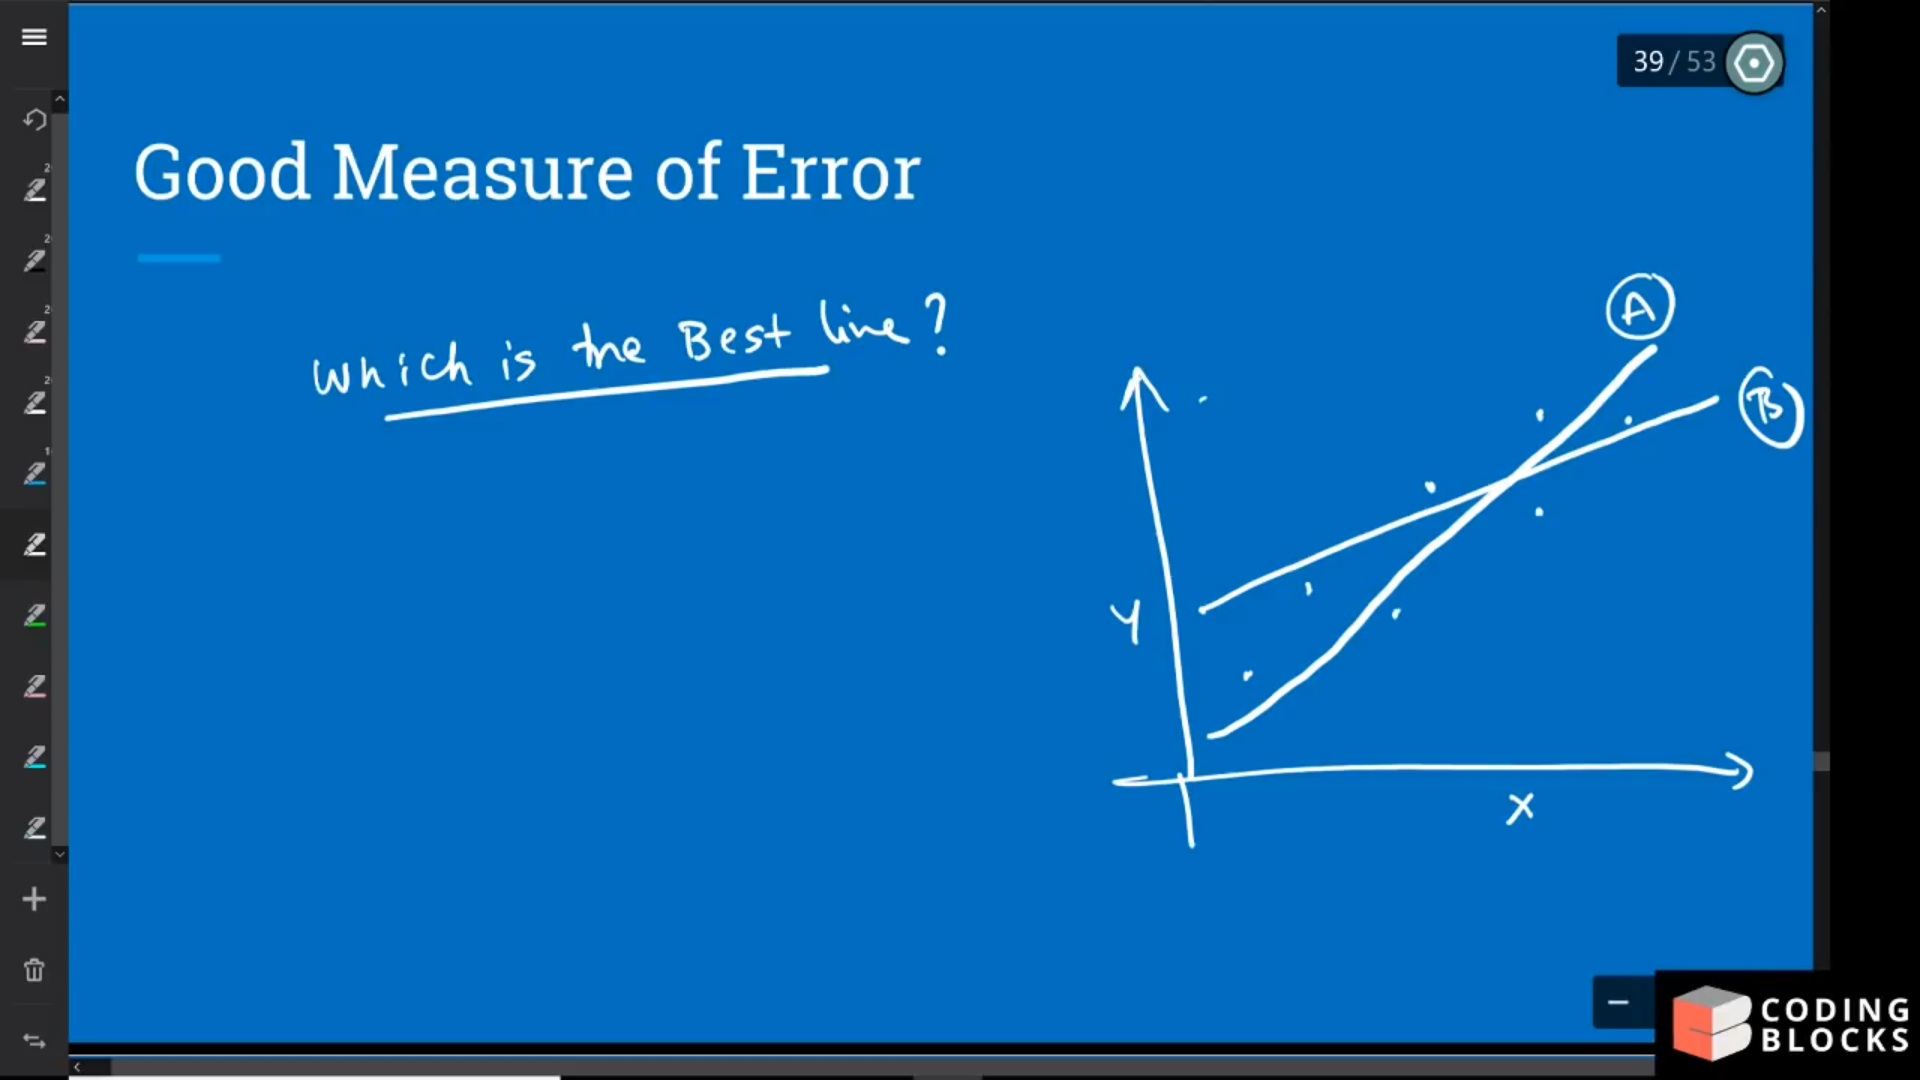 39 / 53
Good Measure of Error
Which is the Best line?
A
B
Y
X
CODING
BLOCKS